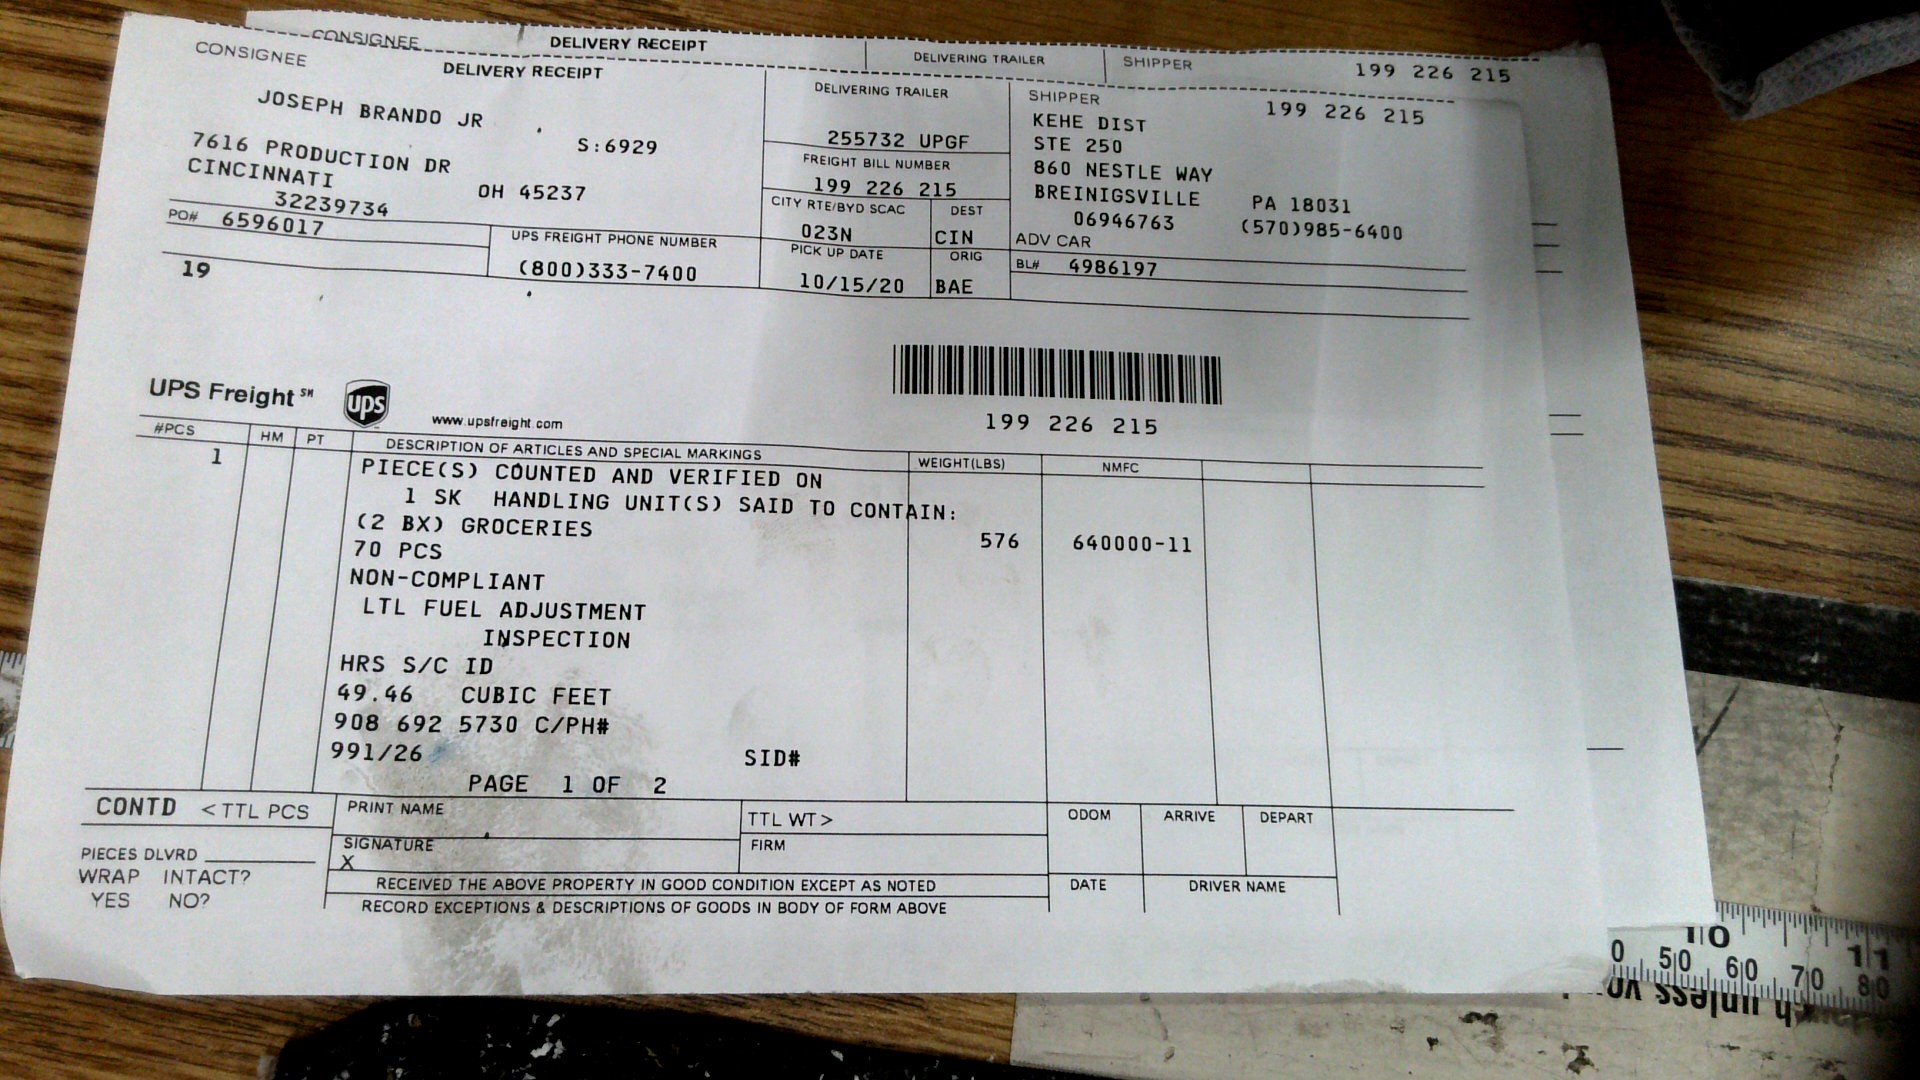 CONSIGNEE DELIVERY RECEIPT DELIVERING TRAILER SHIPPER 199 226 215
CONSIGNEE DELIVERY RECEIPT DELIVERING TRAILER SHIPPER 199 226 215
JOSEPH BRANDO JR
S:6929
7616 PRODUCTION DR
CINCINNATI OH 45237
32239734
PO# 6596017
19
UPS FREIGHT PHONE NUMBER
(800)333-7400
255732 UPGF
FREIGHT BILL NUMBER
199 226 215
CITY RTE/BYD SCAC DEST
023N CIN
PICK UP DATE ORIG
10/15/20 BAE
KEHE DIST
STE 250
860 NESTLE WAY
BREINIGSVILLE PA 18031
06946763 (570)985-6400
ADV CAR
BL# 4986197
UPS Freight SM ups www.upsfreight.com
199 226 215
#PCS HM PT DESCRIPTION OF ARTICLES AND SPECIAL MARKINGS WEIGHT(LBS) NMFC
1 PIECE(S) COUNTED AND VERIFIED ON
1 SK HANDLING UNIT(S) SAID TO CONTAIN:
(2 BX) GROCERIES 576 640000-11
70 PCS
NON-COMPLIANT
LTL FUEL ADJUSTMENT
INSPECTION
HRS S/C ID
49.46 CUBIC FEET
908 692 5730 C/PH#
991/26 SID#
PAGE 1 OF 2
CONTD <TTL PCS PRINT NAME TTL WT> ODOM ARRIVE DEPART
PIECES DLVRD SIGNATURE FIRM
X
WRAP INTACT? RECEIVED THE ABOVE PROPERTY IN GOOD CONDITION EXCEPT AS NOTED DATE DRIVER NAME
YES NO? RECORD EXCEPTIONS & DESCRIPTIONS OF GOODS IN BODY OF FORM ABOVE
10 11
0 50 60 70 80
unless